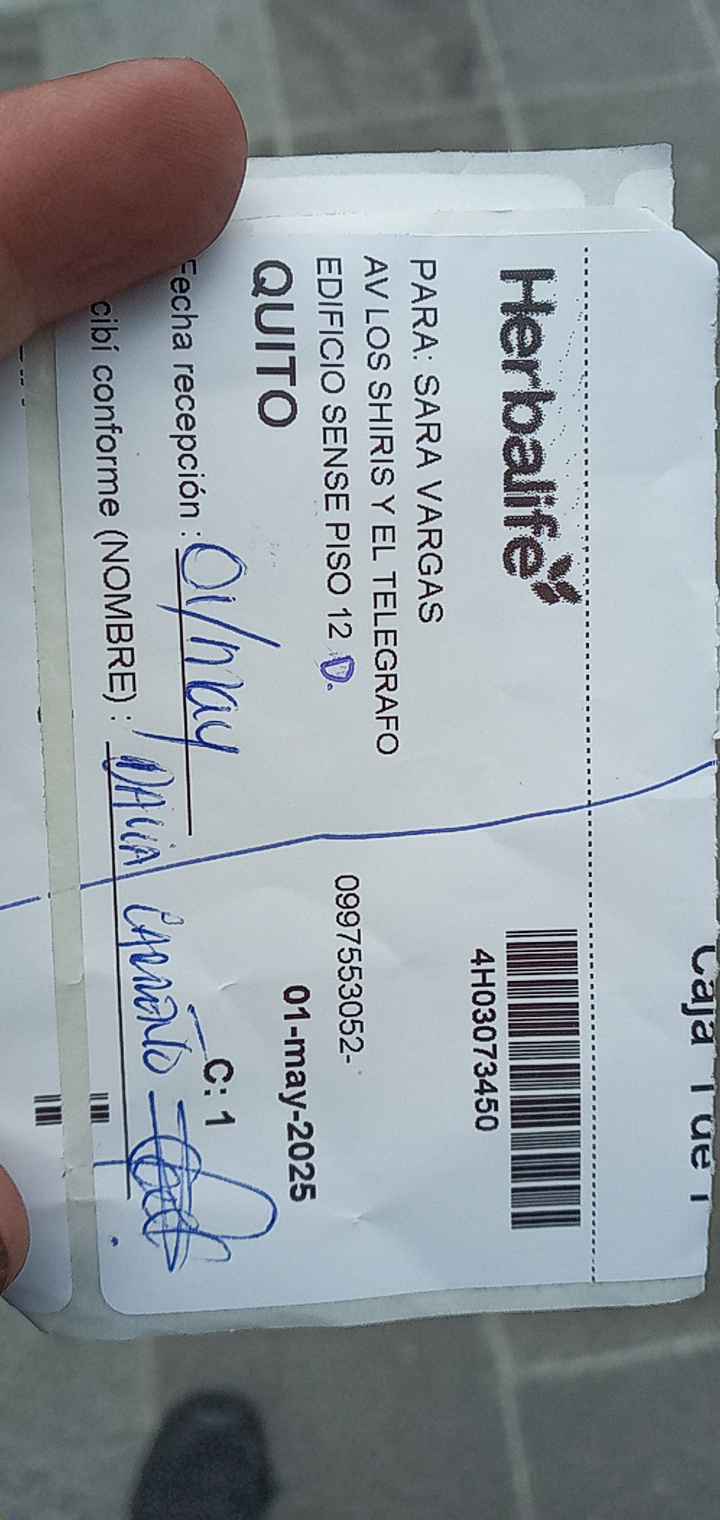 Caja 1 de 1
Herbalife
4H03073450
PARA: SARA VARGAS
AV LOS SHIRIS Y EL TELEGRAFO
EDIFICIO SENSE PISO 12 D.
0997553052-
QUITO
01-may-2025
C: 1
Fecha recepción : 01/may
cibí conforme (NOMBRE) :